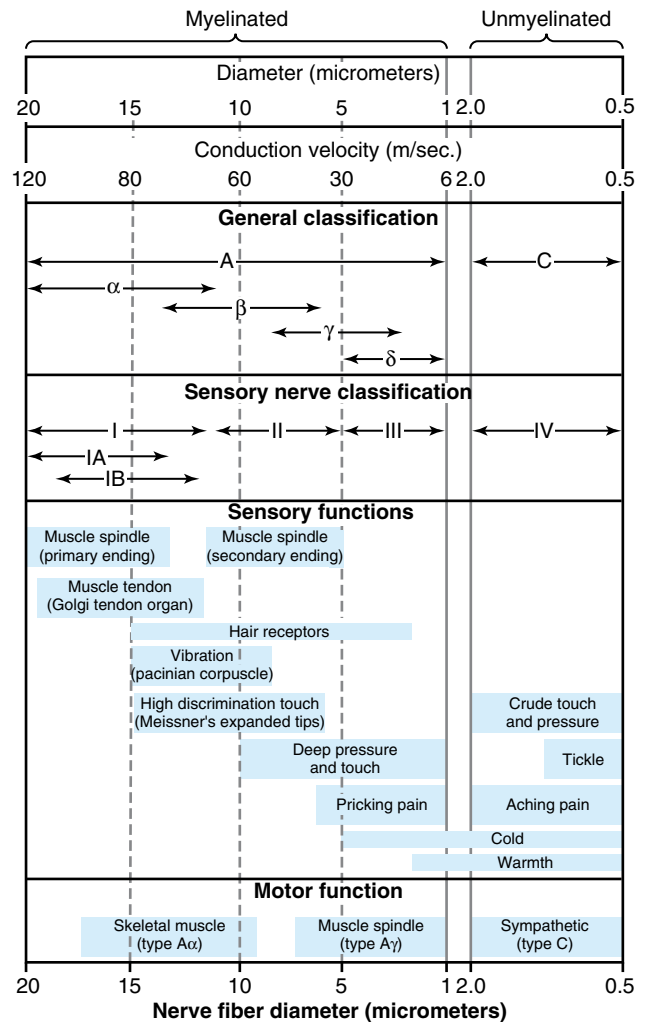 Myelinated Unmyelinated
Diameter (micrometers)
20 15 10 5 1 2.0 0.5
Conduction velocity (m/sec.)
120 80 60 30 6 2.0 0.5
General classification
A C
α
β
γ
δ
Sensory nerve classification
I II III IV
IA
IB
Sensory functions
Muscle spindle
(primary ending)
Muscle spindle
(secondary ending)
Muscle tendon
(Golgi tendon organ)
Hair receptors
Vibration
(pacinian corpuscle)
High discrimination touch
(Meissner's expanded tips)
Crude touch
and pressure
Deep pressure
and touch
Tickle
Pricking pain
Aching pain
Cold
Warmth
Motor function
Skeletal muscle
(type Aα)
Muscle spindle
(type Aγ)
Sympathetic
(type C)
20 15 10 5 1 2.0 0.5
Nerve fiber diameter (micrometers)